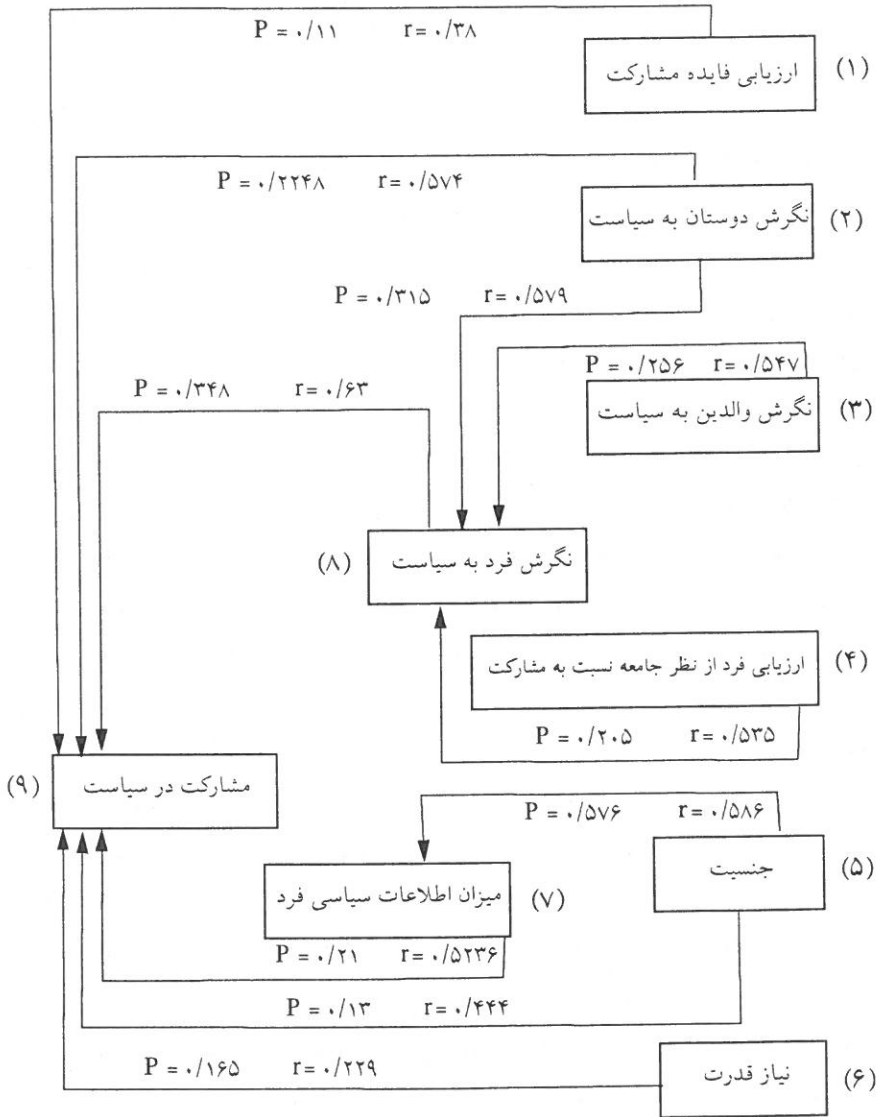 P = ۰/۱۱ r = ۰/۳۸
ارزیابی فایده مشارکت (۱)
P = ۰/۲۲۴۸ r = ۰/۵۷۴
نگرش دوستان به سیاست (۲)
P = ۰/۳۱۵ r = ۰/۵۷۹
P = ۰/۲۵۶ r = ۰/۵۴۷
P = ۰/۳۴۸ r = ۰/۶۳
نگرش والدین به سیاست (۳)
نگرش فرد به سیاست (۸)
ارزیابی فرد از نظر جامعه نسبت به مشارکت (۴)
P = ۰/۲۰۵ r = ۰/۵۳۵
مشارکت در سیاست (۹)
P = ۰/۵۷۶ r = ۰/۵۸۶
جنسیت (۵)
میزان اطلاعات سیاسی فرد (۷)
P = ۰/۲۱ r = ۰/۵۲۳۶
P = ۰/۱۳ r = ۰/۴۴۴
P = ۰/۱۶۵ r = ۰/۲۲۹
نیاز قدرت (۶)